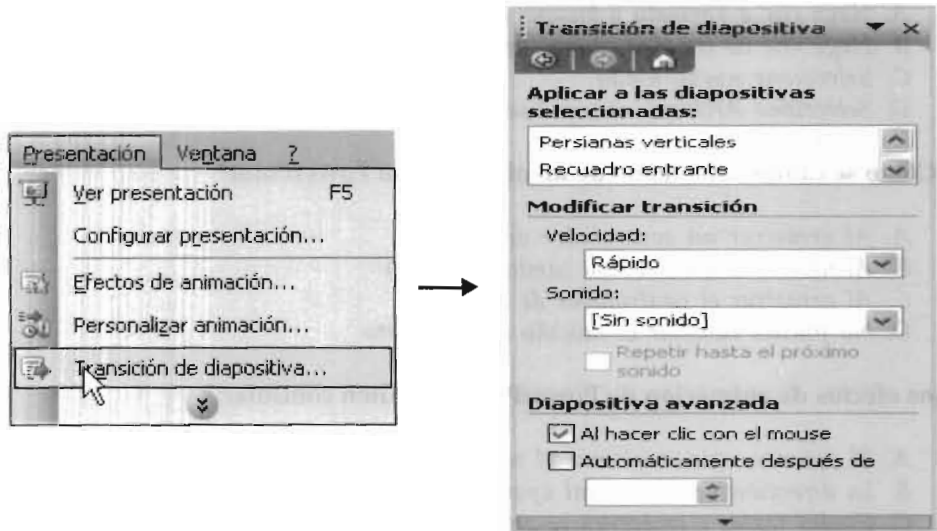 Presentación Ventana ?
Ver presentación F5
Configurar presentación...
Efectos de animación...
Personalizar animación...
Transición de diapositiva...
Transición de diapositiva
Aplicar a las diapositivas
seleccionadas:
Persianas verticales
Recuadro entrante
Modificar transición
Velocidad:
Rápido
Sonido:
[Sin sonido]
Repetir hasta el próximo
sonido
Diapositiva avanzada
Al hacer clic con el mouse
Automáticamente después de